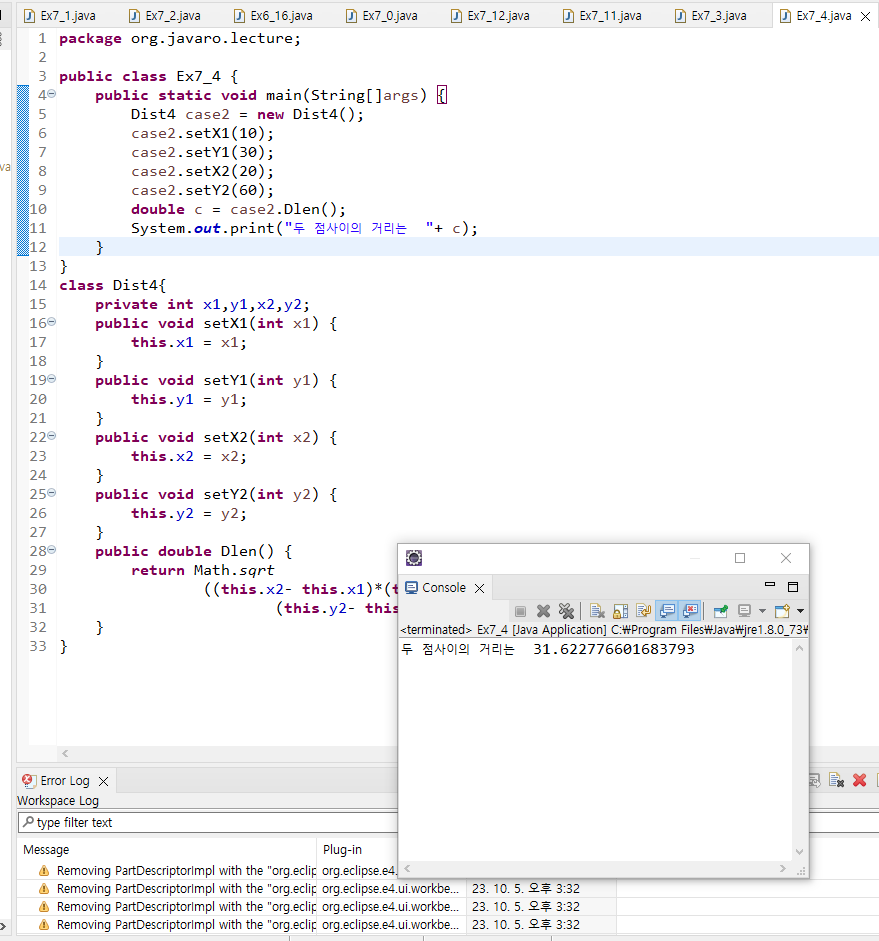 Ex7_1.java Ex7_2.java Ex6_16.java Ex7_0.java Ex7_12.java Ex7_11.java Ex7_3.java Ex7_4.java
1 package org.javaro.lecture;
2
3 public class Ex7_4 {
4 public static void main(String[]args) {
5 Dist4 case2 = new Dist4();
6 case2.setX1(10);
7 case2.setY1(30);
8 case2.setX2(20);
9 case2.setY2(60);
10 double c = case2.Dlen();
11 System.out.print("두 점사이의 거리는  "+ c);
12 }
13 }
14 class Dist4{
15 private int x1,y1,x2,y2;
16 public void setX1(int x1) {
17 this.x1 = x1;
18 }
19 public void setY1(int y1) {
20 this.y1 = y1;
21 }
22 public void setX2(int x2) {
23 this.x2 = x2;
24 }
25 public void setY2(int y2) {
26 this.y2 = y2;
27 }
28 public double Dlen() {
29 return Math.sqrt
30 ((this.x2- this.x1)*(
31 (this.y2- this
32 }
33 }
Console
<terminated> Ex7_4 [Java Application] C:₩Program Files₩Java₩jre1.8.0_73₩
두 점사이의 거리는  31.622776601683793
Error Log
Workspace Log
type filter text
Message Plug-in
Removing PartDescriptorImpl with the "org.eclip org.eclipse.e4.
Removing PartDescriptorImpl with the "org.eclip org.eclipse.e4.ui.workbe... 23. 10. 5. 오후 3:32
Removing PartDescriptorImpl with the "org.eclip org.eclipse.e4.ui.workbe... 23. 10. 5. 오후 3:32
Removing PartDescriptorImpl with the "org.eclip org.eclipse.e4.ui.workbe... 23. 10. 5. 오후 3:32